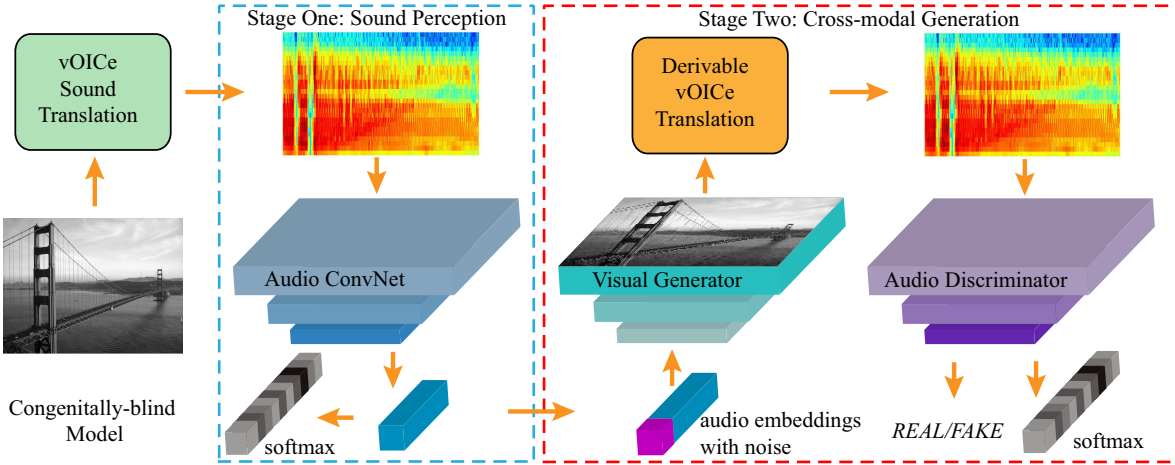 Stage One: Sound Perception
Stage Two: Cross-modal Generation
vOICe
Sound
Translation
Derivable
vOICe
Translation
Audio ConvNet
Visual Generator
Audio Discriminator
Congenitally-blind
Model
softmax
audio embeddings
with noise
REAL/FAKE
softmax